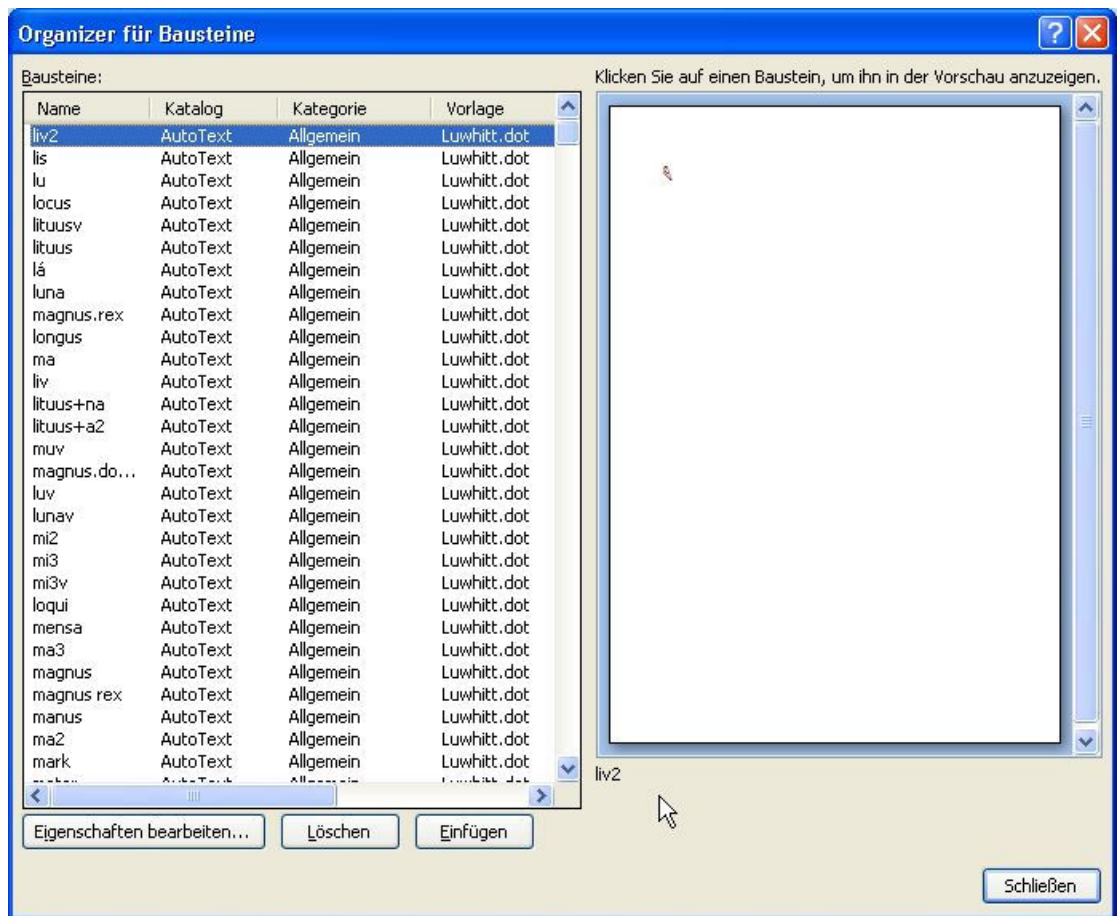 Organizer für Bausteine
Bausteine:
Klicken Sie auf einen Baustein, um ihn in der Vorschau anzuzeigen.
Name Katalog Kategorie Vorlage
liv2 AutoText Allgemein Luwhitt.dot
lis AutoText Allgemein Luwhitt.dot
lu AutoText Allgemein Luwhitt.dot
locus AutoText Allgemein Luwhitt.dot
lituusv AutoText Allgemein Luwhitt.dot
lituus AutoText Allgemein Luwhitt.dot
lá AutoText Allgemein Luwhitt.dot
luna AutoText Allgemein Luwhitt.dot
magnus.rex AutoText Allgemein Luwhitt.dot
longus AutoText Allgemein Luwhitt.dot
ma AutoText Allgemein Luwhitt.dot
liv AutoText Allgemein Luwhitt.dot
lituus+na AutoText Allgemein Luwhitt.dot
lituus+a2 AutoText Allgemein Luwhitt.dot
muv AutoText Allgemein Luwhitt.dot
magnus.do... AutoText Allgemein Luwhitt.dot
luv AutoText Allgemein Luwhitt.dot
lunav AutoText Allgemein Luwhitt.dot
mi2 AutoText Allgemein Luwhitt.dot
mi3 AutoText Allgemein Luwhitt.dot
mi3v AutoText Allgemein Luwhitt.dot
loqui AutoText Allgemein Luwhitt.dot
mensa AutoText Allgemein Luwhitt.dot
ma3 AutoText Allgemein Luwhitt.dot
magnus AutoText Allgemein Luwhitt.dot
magnus rex AutoText Allgemein Luwhitt.dot
manus AutoText Allgemein Luwhitt.dot
ma2 AutoText Allgemein Luwhitt.dot
mark AutoText Allgemein Luwhitt.dot
liv2
Eigenschaften bearbeiten... Löschen Einfügen
Schließen